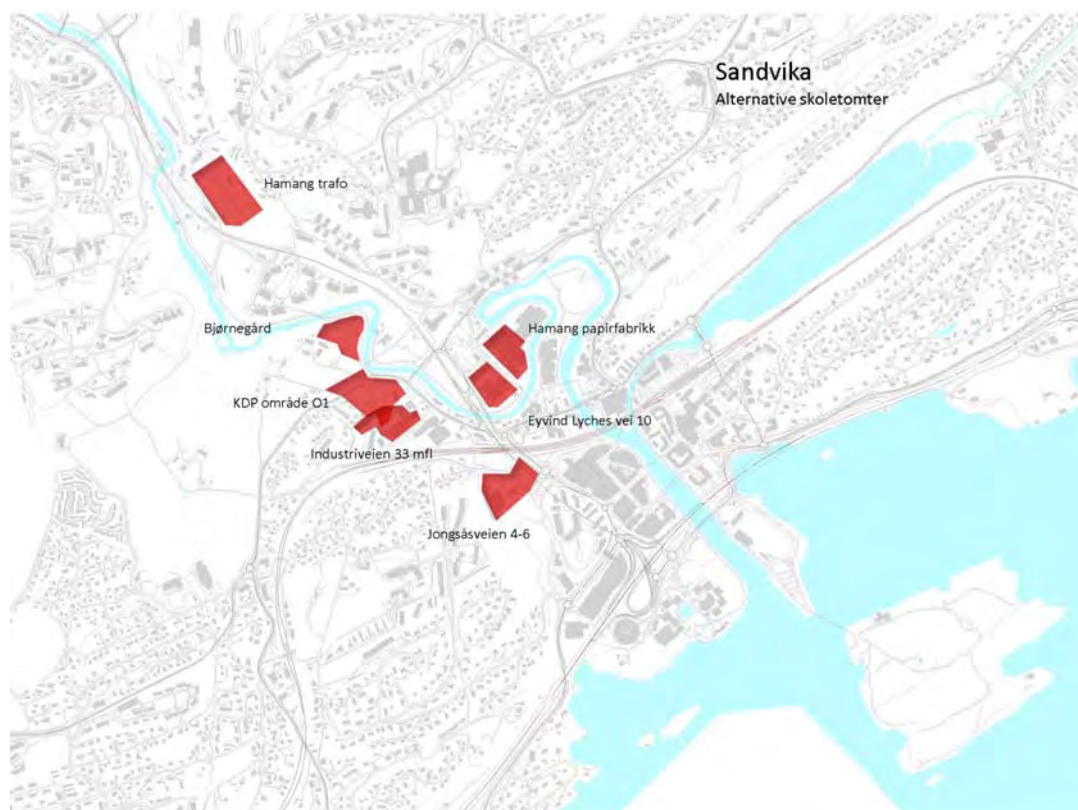 Sandvika
Alternative skoletomter
Hamang trafo
Bjørnegård
Hamang papirfabrikk
KDP område O1
Eyvind Lyches vei 10
Industriveien 33 mfl
Jongsåsveien 4-6